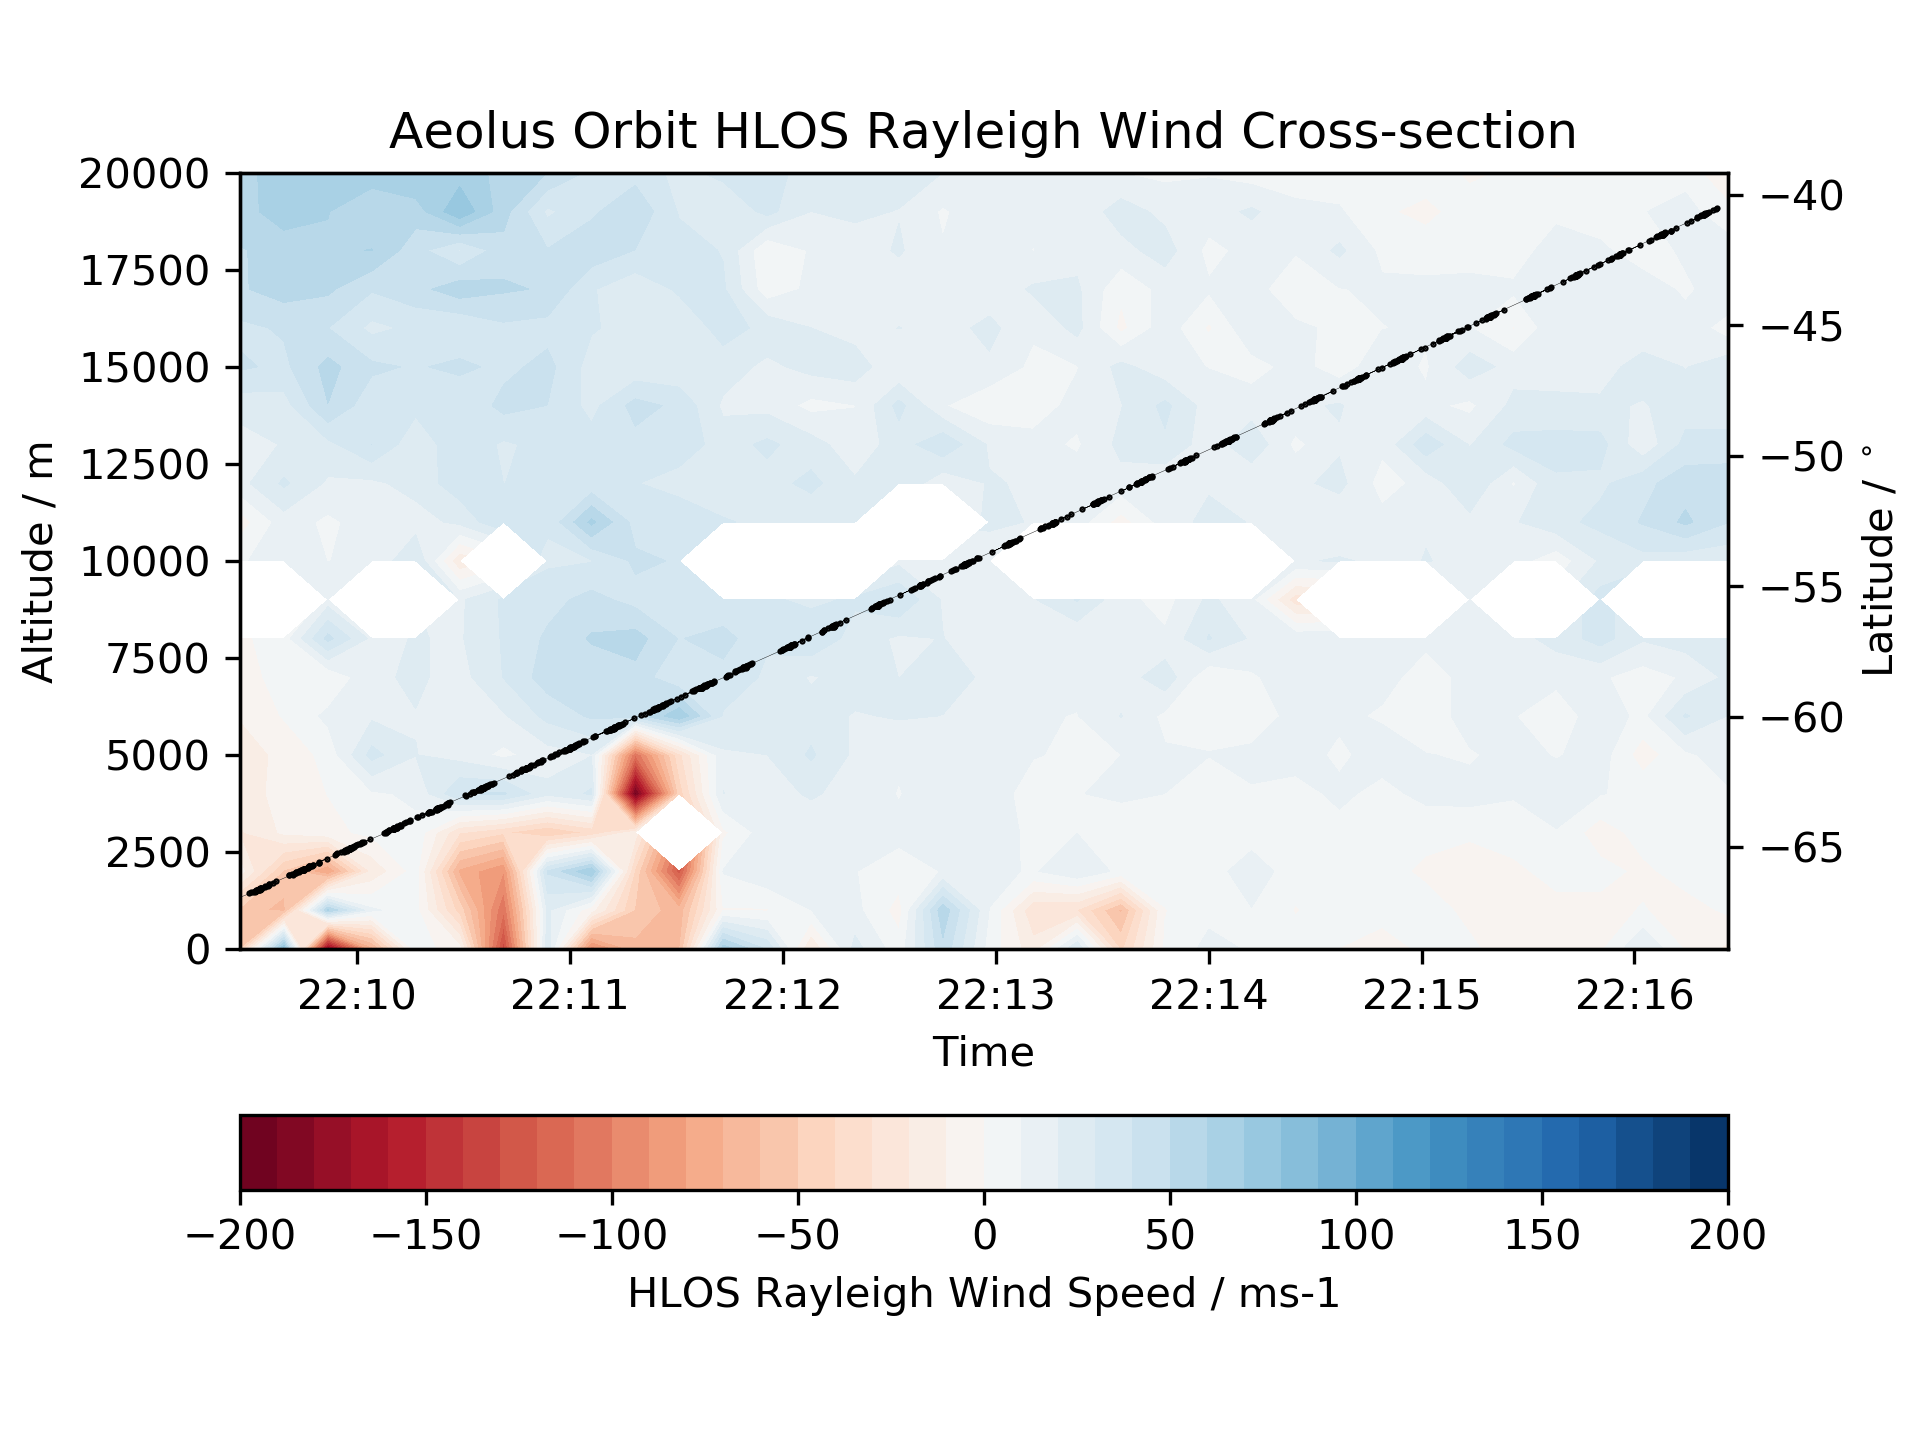 Aeolus Orbit HLOS Rayleigh Wind Cross-section
20000
17500
15000
12500
10000
7500
5000
2500
0
Altitude / m
−40
−45
−50
−55
−60
−65
Latitude / °
22:10 22:11 22:12 22:13 22:14 22:15 22:16
Time
−200 −150 −100 −50 0 50 100 150 200
HLOS Rayleigh Wind Speed / ms-1